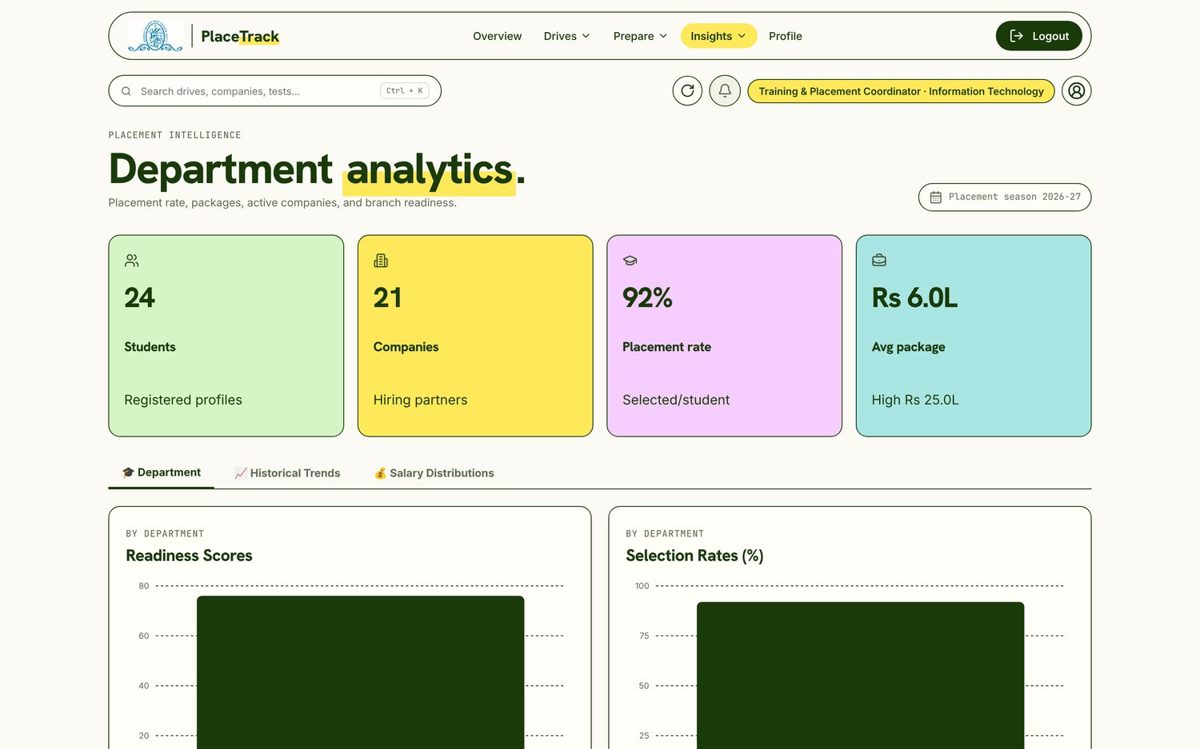 PlaceTrack
Overview
Drives
Prepare
Insights
Profile
Logout
Search drives, companies, tests...
Ctrl + K
Training & Placement Coordinator · Information Technology
PLACEMENT INTELLIGENCE
Department analytics.
Placement rate, packages, active companies, and branch readiness.
Placement season 2026-27
24
Students
Registered profiles
21
Companies
Hiring partners
92%
Placement rate
Selected/student
Rs 6.0L
Avg package
High Rs 25.0L
🎓 Department
📈 Historical Trends
💰 Salary Distributions
BY DEPARTMENT
Readiness Scores
80
60
40
20
BY DEPARTMENT
Selection Rates (%)
100
75
50
25